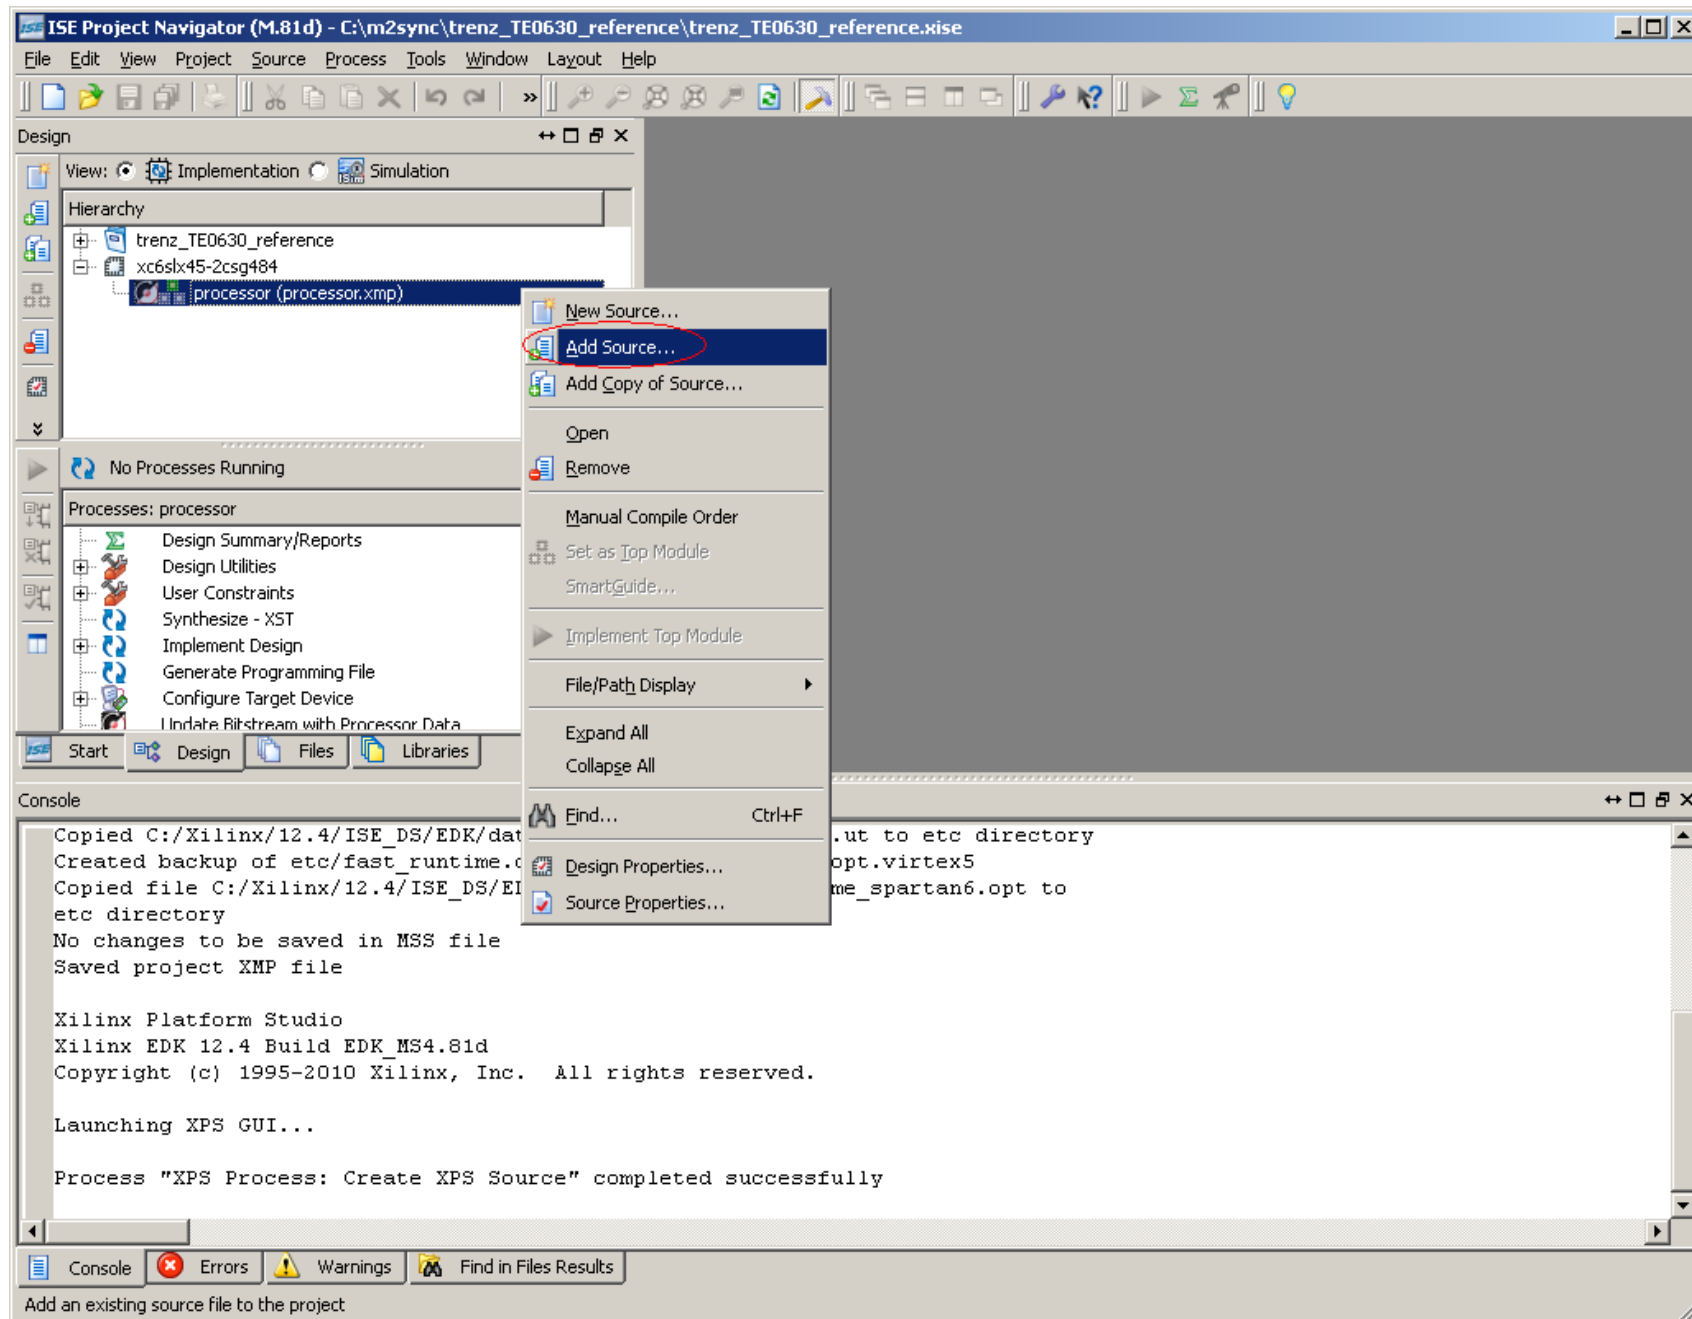 ISE Project Navigator (M.81d) - C:\m2sync\trenz_TE0630_reference\trenz_TE0630_reference.xise
File Edit View Project Source Process Tools Window Layout Help
Design
View: Implementation Simulation
Hierarchy
trenz_TE0630_reference
xc6slx45-2csg484
processor (processor.xmp)
No Processes Running
Processes: processor
Design Summary/Reports
Design Utilities
User Constraints
Synthesize - XST
Implement Design
Generate Programming File
Configure Target Device
Update Bitstream with Processor Data
Start Design Files Libraries
New Source...
Add Source...
Add Copy of Source...
Open
Remove
Manual Compile Order
Set as Top Module
SmartGuide...
Implement Top Module
File/Path Display
Expand All
Collapse All
Find... Ctrl+F
Design Properties...
Source Properties...
Console
Copied C:/Xilinx/12.4/ISE_DS/EDK/dat .ut to etc directory
Created backup of etc/fast_runtime. opt.virtex5
Copied file C:/Xilinx/12.4/ISE_DS/E me_spartan6.opt to
etc directory
No changes to be saved in MSS file
Saved project XMP file
Xilinx Platform Studio
Xilinx EDK 12.4 Build EDK_MS4.81d
Copyright (c) 1995-2010 Xilinx, Inc. All rights reserved.
Launching XPS GUI...
Process "XPS Process: Create XPS Source" completed successfully
Console Errors Warnings Find in Files Results
Add an existing source file to the project